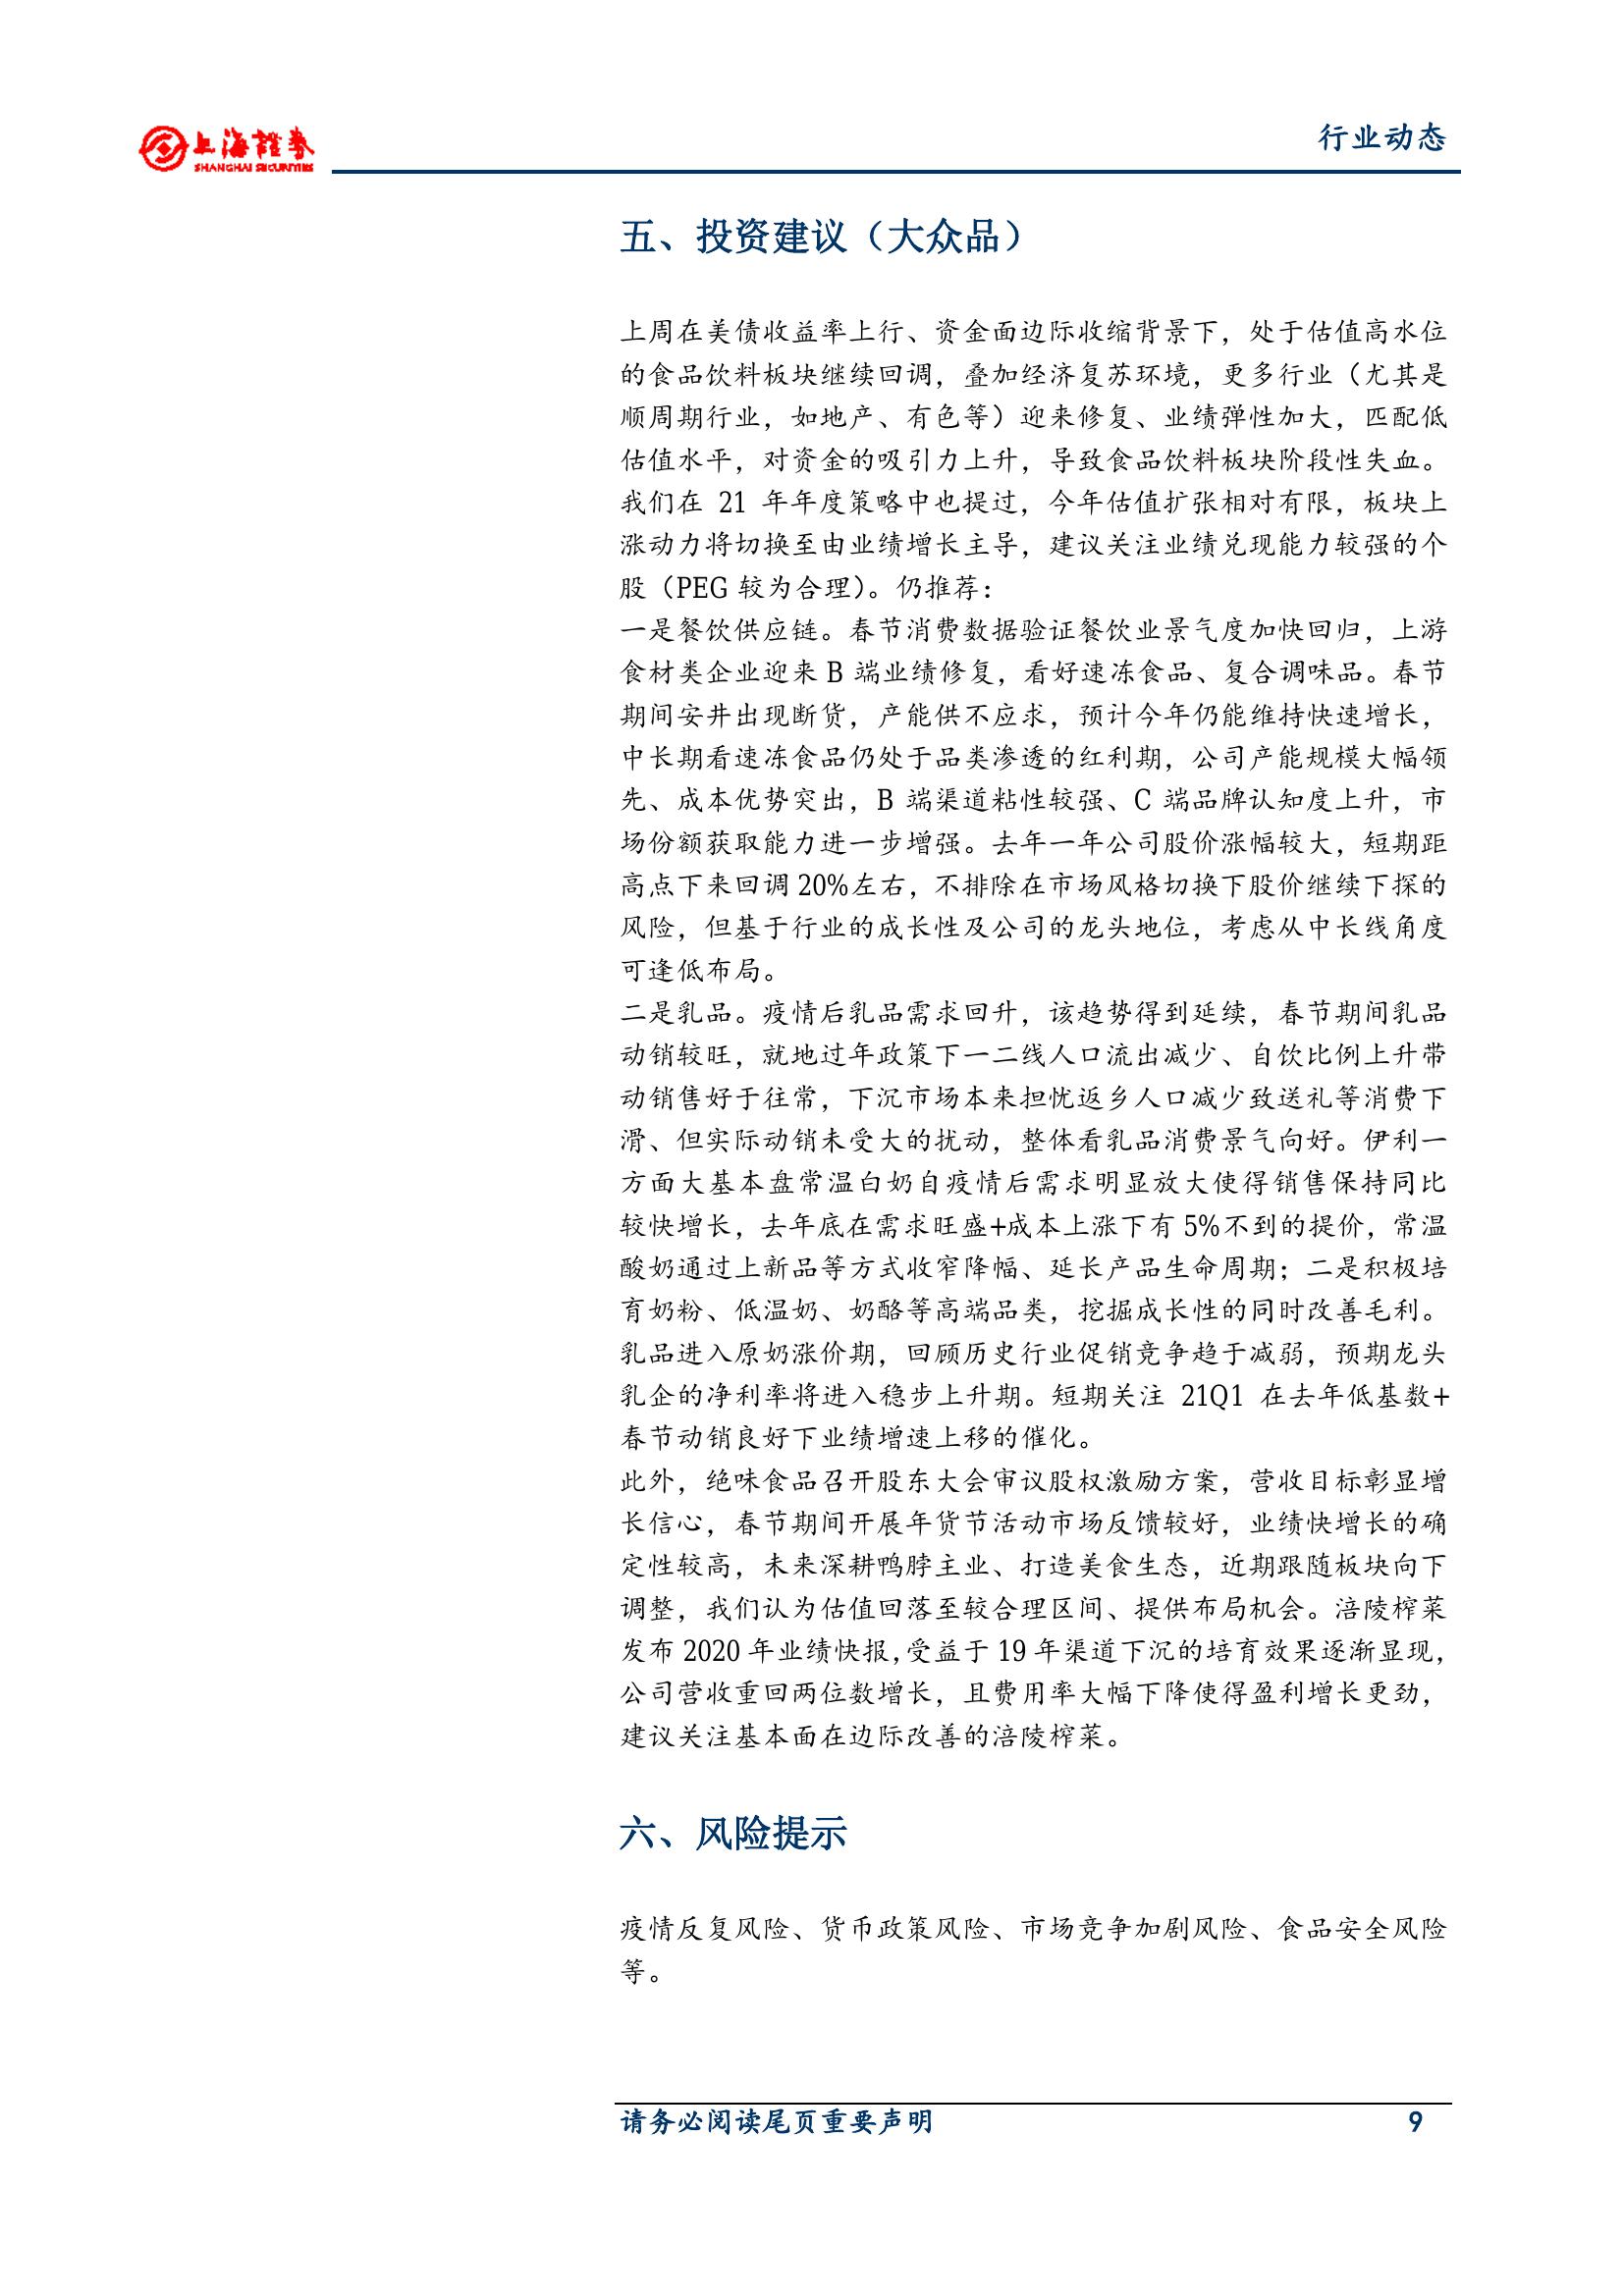 上海證券
SHANGHAI SECURITIES
行业动态
五、投资建议（大众品）
上周在美债收益率上行、资金面边际收缩背景下，处于估值高水位
的食品饮料板块继续回调，叠加经济复苏环境，更多行业（尤其是
顺周期行业，如地产、有色等）迎来修复、业绩弹性加大，匹配低
估值水平，对资金的吸引力上升，导致食品饮料板块阶段性失血。
我们在 21 年年度策略中也提过，今年估值扩张相对有限，板块上
涨动力将切换至由业绩增长主导，建议关注业绩兑现能力较强的个
股（PEG 较为合理）。仍推荐：
一是餐饮供应链。春节消费数据验证餐饮业景气度加快回归，上游
食材类企业迎来 B 端业绩修复，看好速冻食品、复合调味品。春节
期间安井出现断货，产能供不应求，预计今年仍能维持快速增长，
中长期看速冻食品仍处于品类渗透的红利期，公司产能规模大幅领
先、成本优势突出，B 端渠道粘性较强、C 端品牌认知度上升，市
场份额获取能力进一步增强。去年一年公司股价涨幅较大，短期距
高点下来回调 20%左右，不排除在市场风格切换下股价继续下探的
风险，但基于行业的成长性及公司的龙头地位，考虑从中长线角度
可逢低布局。
二是乳品。疫情后乳品需求回升，该趋势得到延续，春节期间乳品
动销较旺，就地过年政策下一二线人口流出减少、自饮比例上升带
动销售好于往常，下沉市场本来担忧返乡人口减少致送礼等消费下
滑、但实际动销未受大的扰动，整体看乳品消费景气向好。伊利一
方面大基本盘常温白奶自疫情后需求明显放大使得销售保持同比
较快增长，去年底在需求旺盛+成本上涨下有 5%不到的提价，常温
酸奶通过上新品等方式收窄降幅、延长产品生命周期；二是积极培
育奶粉、低温奶、奶酪等高端品类，挖掘成长性的同时改善毛利。
乳品进入原奶涨价期，回顾历史行业促销竞争趋于减弱，预期龙头
乳企的净利率将进入稳步上升期。短期关注 21Q1 在去年低基数+
春节动销良好下业绩增速上移的催化。
此外，绝味食品召开股东大会审议股权激励方案，营收目标彰显增
长信心，春节期间开展年货节活动市场反馈较好，业绩快增长的确
定性较高，未来深耕鸭脖主业、打造美食生态，近期跟随板块向下
调整，我们认为估值回落至较合理区间、提供布局机会。涪陵榨菜
发布 2020 年业绩快报，受益于 19 年渠道下沉的培育效果逐渐显现，
公司营收重回两位数增长，且费用率大幅下降使得盈利增长更劲，
建议关注基本面在边际改善的涪陵榨菜。
六、风险提示
疫情反复风险、货币政策风险、市场竞争加剧风险、食品安全风险
等。
请务必阅读尾页重要声明 9